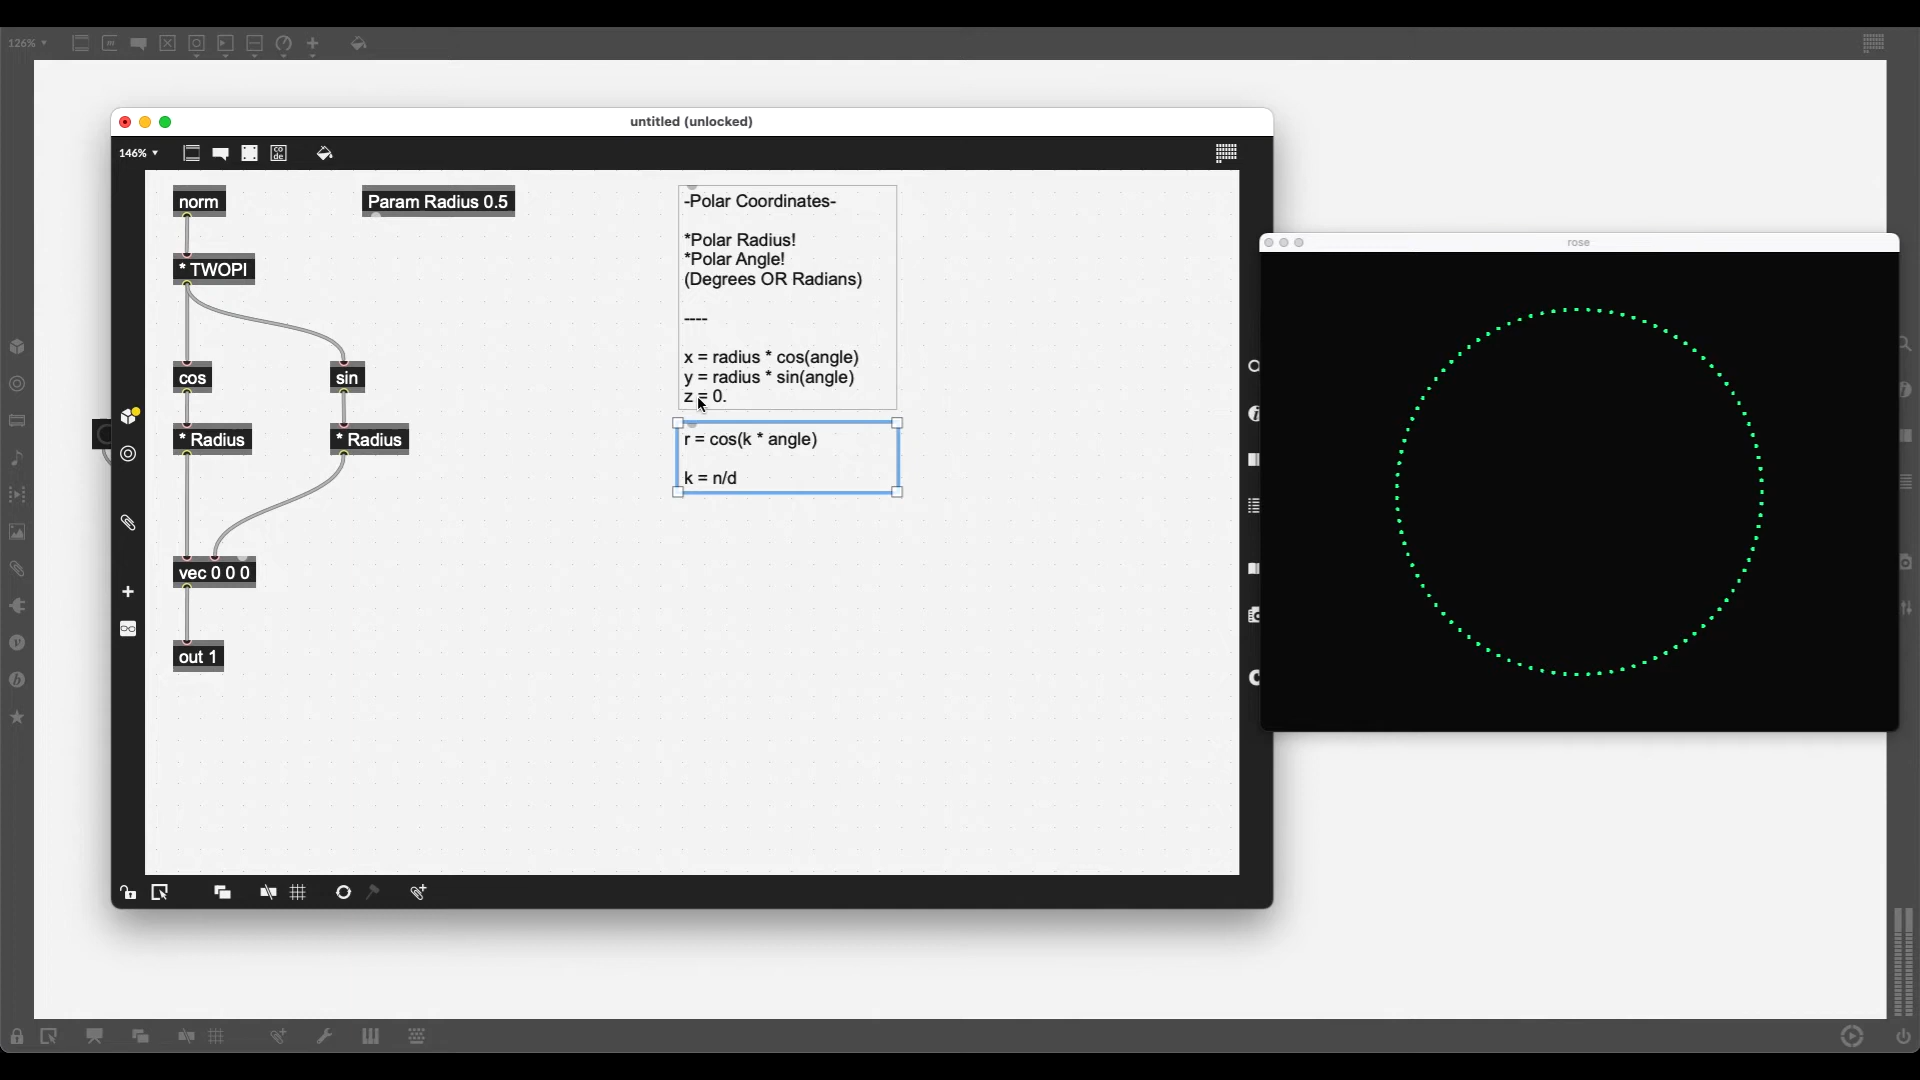 126%
untitled (unlocked)
146%
norm
Param Radius 0.5
* TWOPI
cos
sin
* Radius
* Radius
vec 0 0 0
out 1
-Polar Coordinates-
*Polar Radius!
*Polar Angle!
(Degrees OR Radians)
----
x = radius * cos(angle)
y = radius * sin(angle)
z = 0.
r = cos(k * angle)
k = n/d
rose